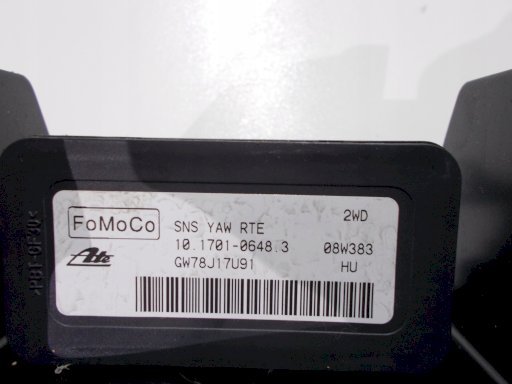 FoMoCo SNS YAW RTE 2WD
Ate 10.1701-0648.3 08W383
GW78J17U91 HU